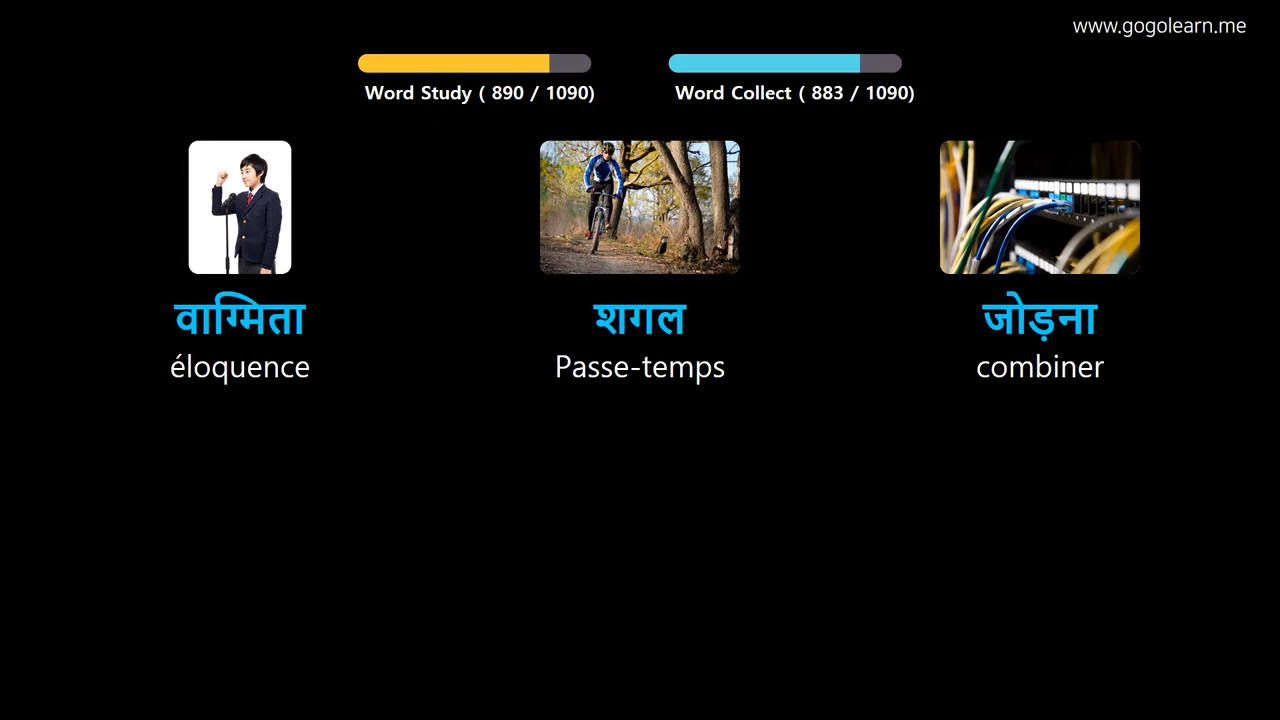 www.gogolearn.me
Word Study ( 890 / 1090)
Word Collect ( 883 / 1090)
वाग्मिता
éloquence
शगल
Passe-temps
जोड़ना
combiner